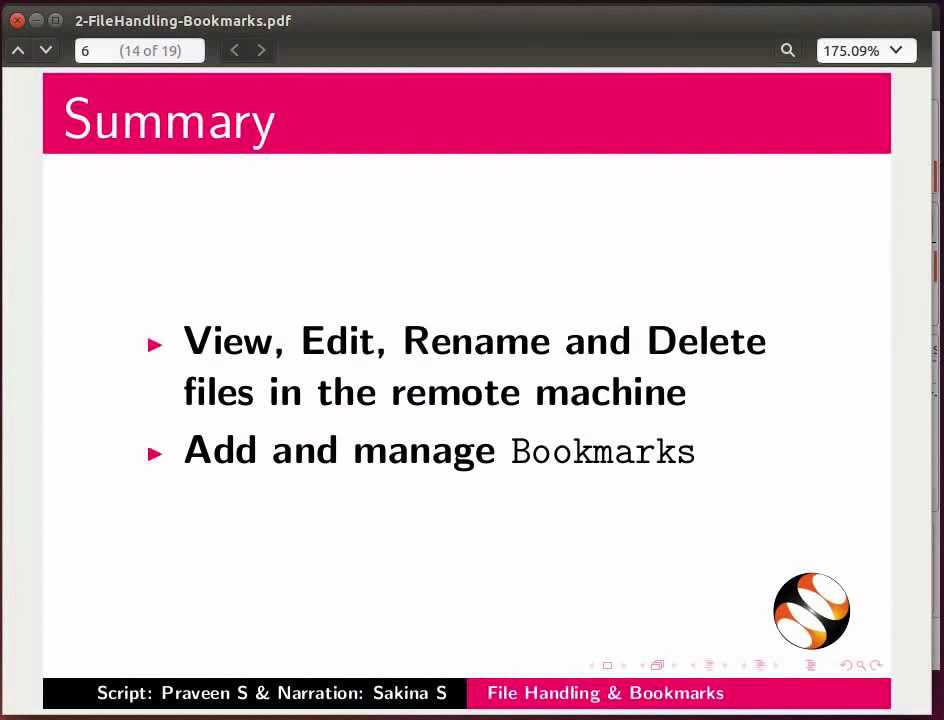 2-FileHandling-Bookmarks.pdf
6 (14 of 19) 175.09%
Summary
View, Edit, Rename and Delete
files in the remote machine
Add and manage Bookmarks
Script: Praveen S & Narration: Sakina S File Handling & Bookmarks